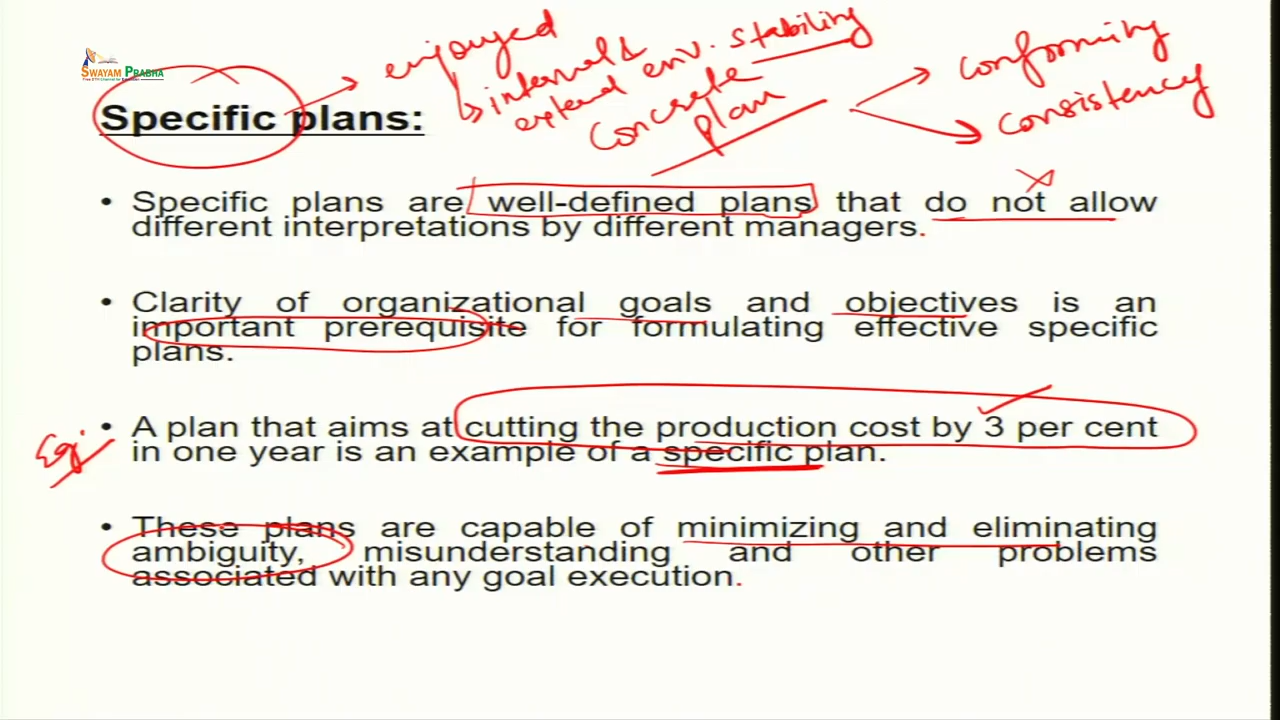 SWAYAM PRABHA
enjoyed
internal &
extend env. stability
concrete
plan
conforming
consistency
Specific plans:
• Specific plans are well-defined plans that do not allow
different interpretations by different managers.
• Clarity of organizational goals and objectives is an
important prerequisite for formulating effective specific
plans.
Eg:
• A plan that aims at cutting the production cost by 3 per cent
in one year is an example of a specific plan.
• These plans are capable of minimizing and eliminating
ambiguity, misunderstanding and other problems
associated with any goal execution.